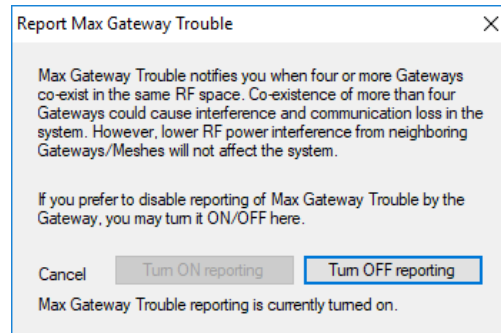 Report Max Gateway Trouble
Max Gateway Trouble notifies you when four or more Gateways
co-exist in the same RF space. Co-existence of more than four
Gateways could cause interference and communication loss in the
system. However, lower RF power interference from neighboring
Gateways/Meshes will not affect the system.
If you prefer to disable reporting of Max Gateway Trouble by the
Gateway, you may turn it ON/OFF here.
Cancel Turn ON reporting Turn OFF reporting
Max Gateway Trouble reporting is currently turned on.